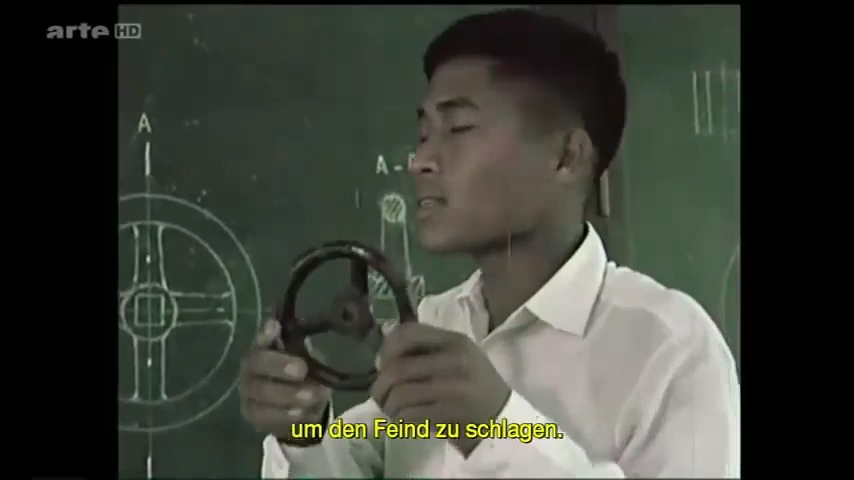 arte HD
A
A-
um den Feind zu schlagen.